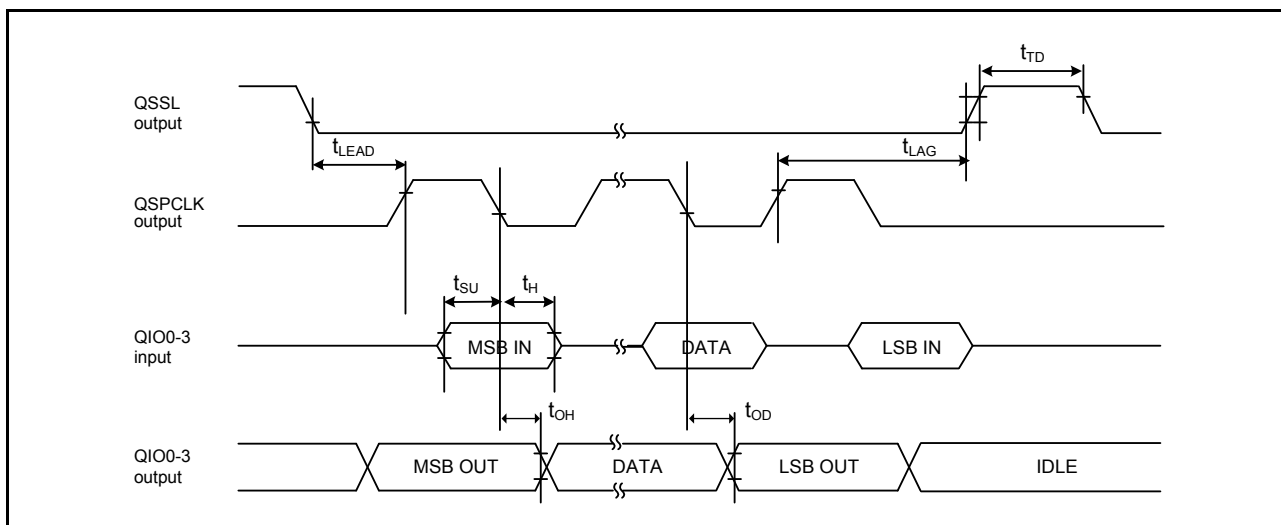 tTD
QSSL
output
tLEAD
tLAG
QSPCLK
output
tSU
tH
QIO0-3
input
MSB IN
DATA
LSB IN
tOH
tOD
QIO0-3
output
MSB OUT
DATA
LSB OUT
IDLE